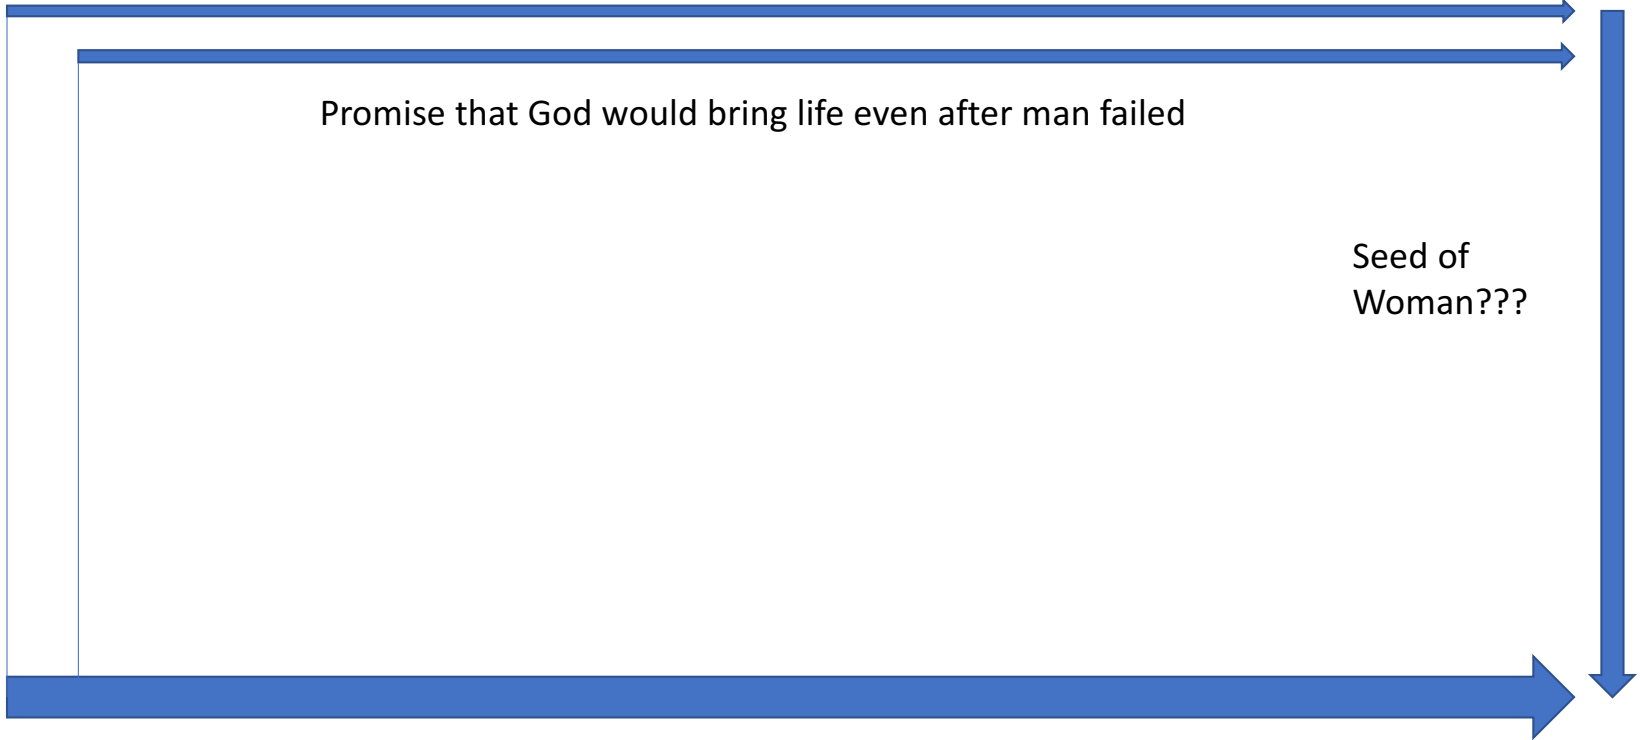 Promise that God would bring life even after man failed
Seed of
Woman???